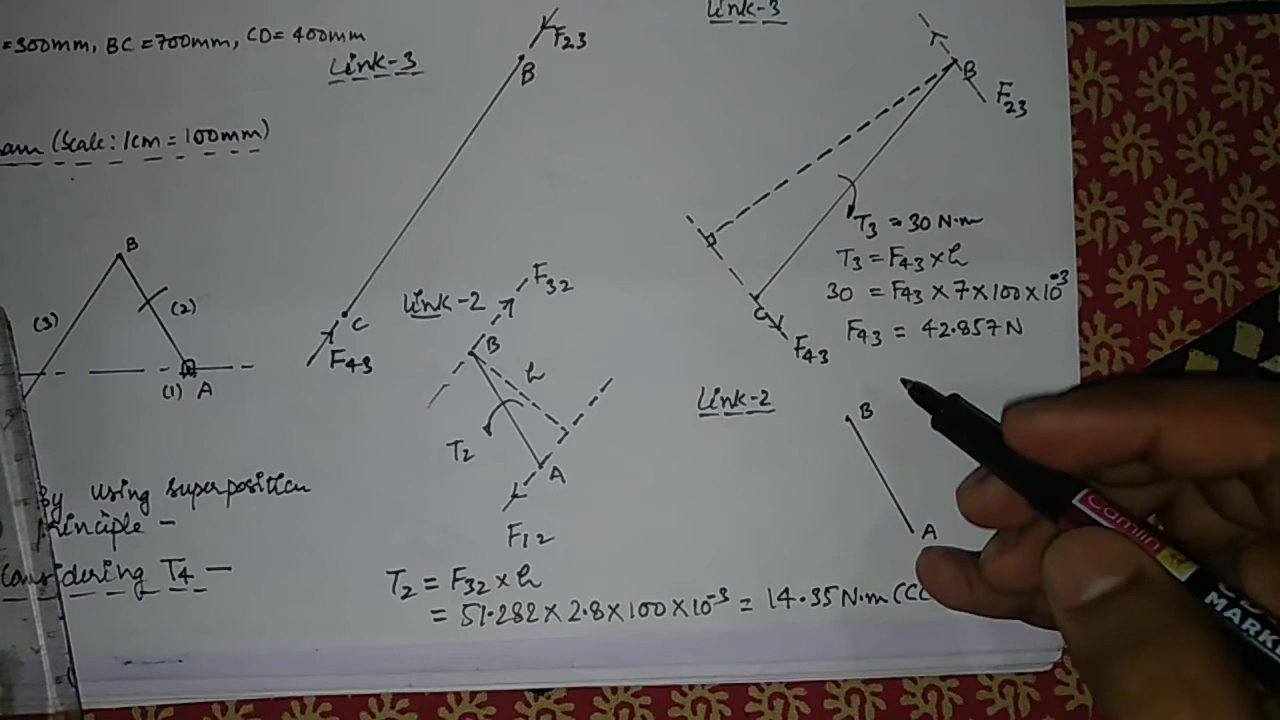 =300mm, BC=700mm, CD=400mm
am (Scale: 1cm=100mm)
B
(3)
(2)
(1) A
By using superposition
principle -
Considering T4 -
Link-3
F23
B
C
F43
Link-2
F32
B
h
T2
A
F12
T2 = F32 × h
= 51.282 × 2.8 × 100 × 10^-3 = 14.35 N.m (CC
Link-3
B
F23
T3 = 30 N.m
T3 = F43 × h
30 = F43 × 7 × 100 × 10^-3
F43 = 42.857 N
C
F43
Link-2
B
A
Camlin
MARKE